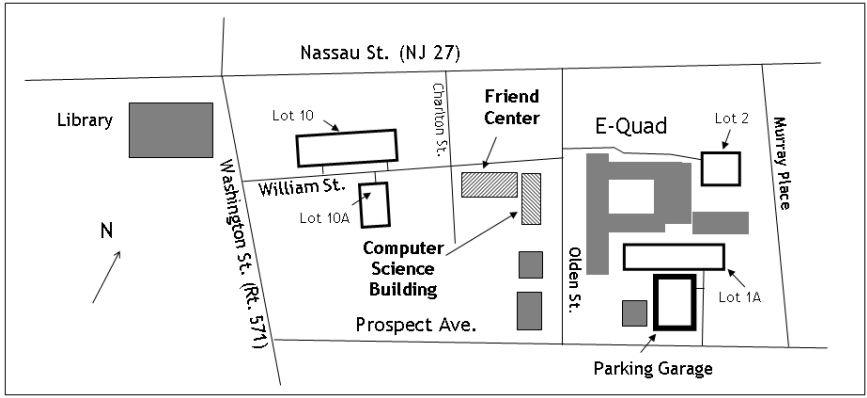 Nassau St. (NJ 27)
Library
Lot 10
Charlton St.
Friend
Center
E-Quad
Lot 2
Murray Place
Washington St. (Rt. 571)
William St.
Lot 10A
N
Computer
Science
Building
Olden St.
Lot 1A
Prospect Ave.
Parking Garage